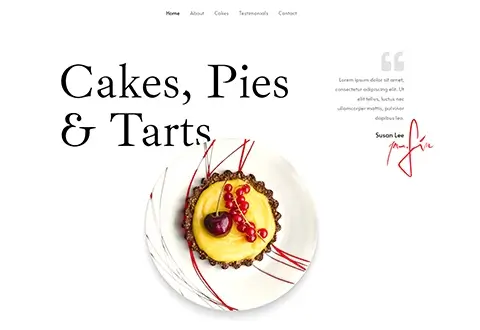 Home About Cakes Testimonials Contact
Cakes, Pies
& Tarts
Lorem ipsum dolor sit amet,
consectetur adipiscing elit. Ut
elit tellus, luctus nec
ullamcorper mattis, pulvinar
dapibus leo.
Susan Lee